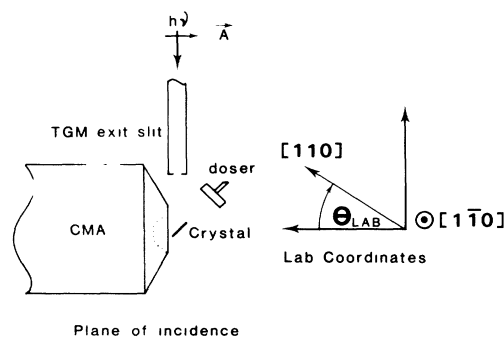 hν
A
TGM exit slit
doser
CMA
Crystal
[110]
ΘLAB
[11̄0]
Lab Coordinates
Plane of incidence